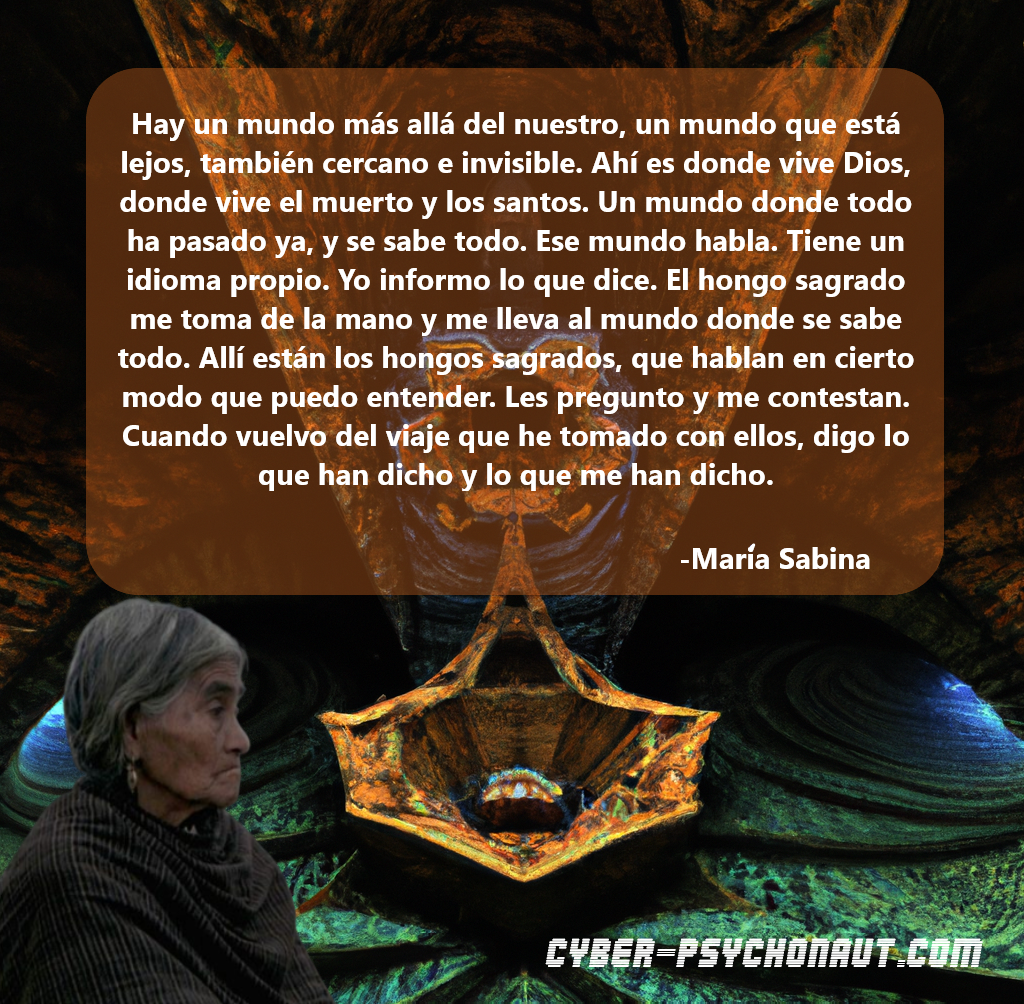 Hay un mundo más allá del nuestro, un mundo que está
lejos, también cercano e invisible. Ahí es donde vive Dios,
donde vive el muerto y los santos. Un mundo donde todo
ha pasado ya, y se sabe todo. Ese mundo habla. Tiene un
idioma propio. Yo informo lo que dice. El hongo sagrado
me toma de la mano y me lleva al mundo donde se sabe
todo. Allí están los hongos sagrados, que hablan en cierto
modo que puedo entender. Les pregunto y me contestan.
Cuando vuelvo del viaje que he tomado con ellos, digo lo
que han dicho y lo que me han dicho.
-María Sabina
CYBER-PSYCHONAUT.COM